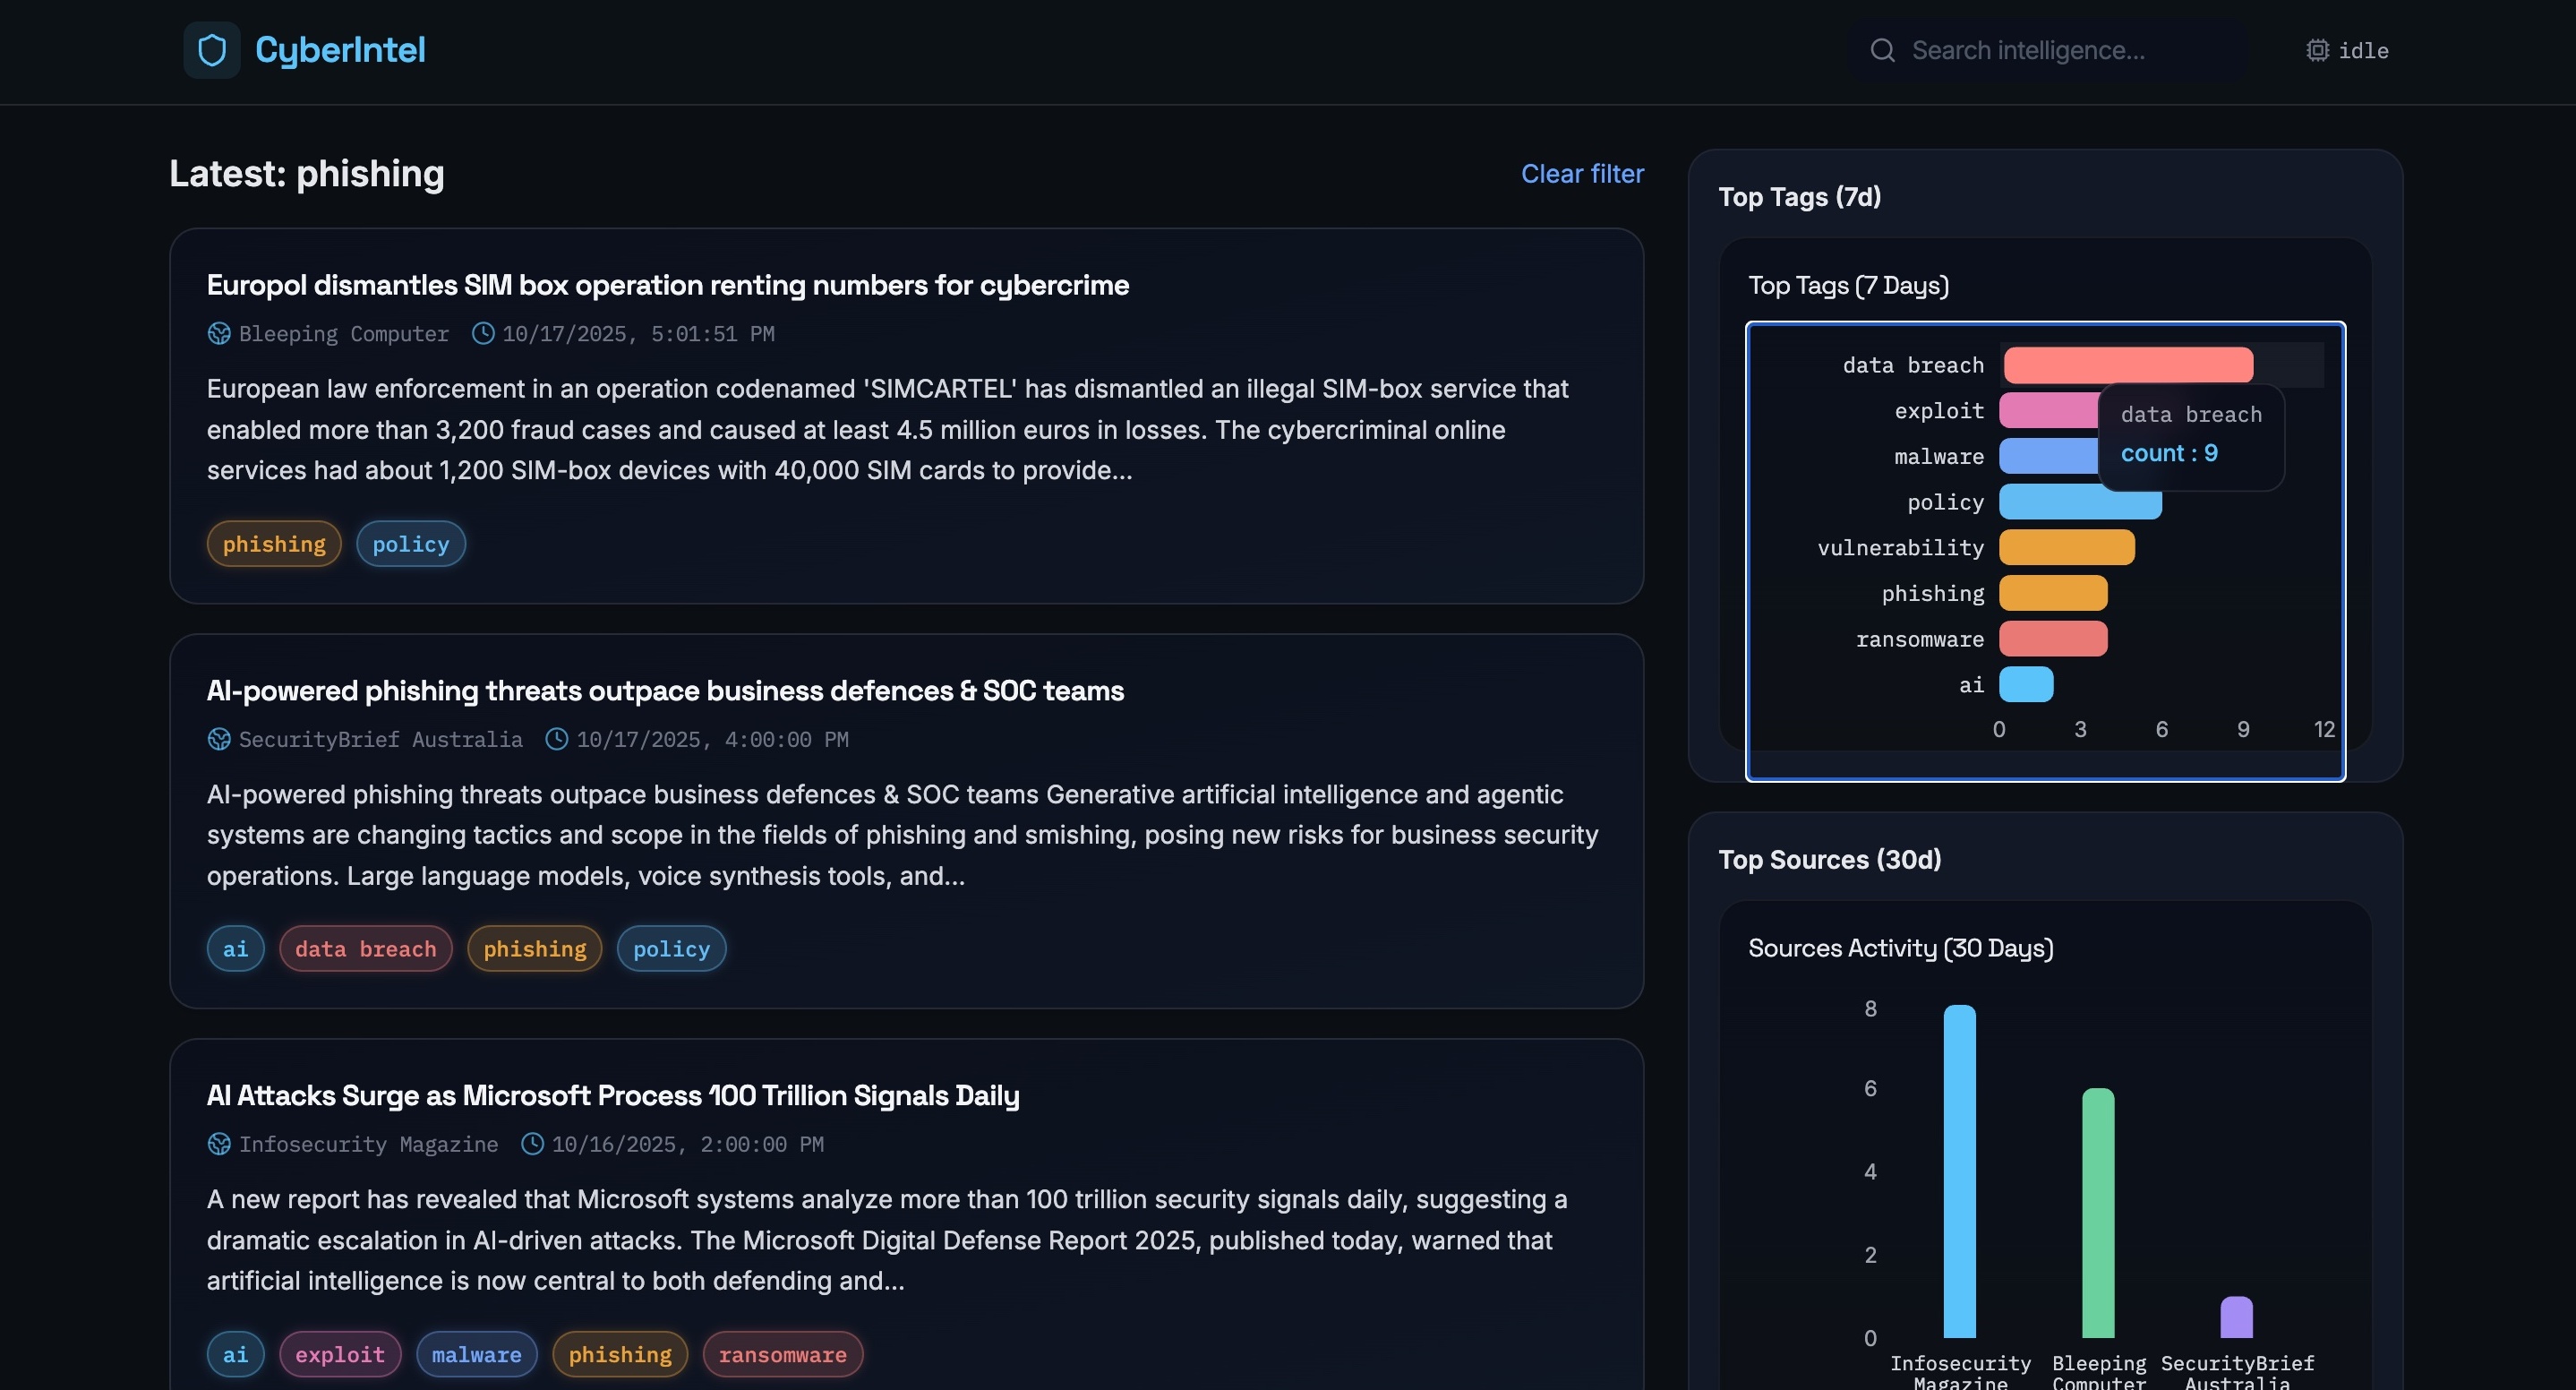 CyberIntel
Search intelligence...
idle
Latest: phishing
Clear filter
Europol dismantles SIM box operation renting numbers for cybercrime
Bleeping Computer 10/17/2025, 5:01:51 PM
European law enforcement in an operation codenamed 'SIMCARTEL' has dismantled an illegal SIM-box service that
enabled more than 3,200 fraud cases and caused at least 4.5 million euros in losses. The cybercriminal online
services had about 1,200 SIM-box devices with 40,000 SIM cards to provide...
phishing policy
AI-powered phishing threats outpace business defences & SOC teams
SecurityBrief Australia 10/17/2025, 4:00:00 PM
AI-powered phishing threats outpace business defences & SOC teams Generative artificial intelligence and agentic
systems are changing tactics and scope in the fields of phishing and smishing, posing new risks for business security
operations. Large language models, voice synthesis tools, and...
ai data breach phishing policy
AI Attacks Surge as Microsoft Process 100 Trillion Signals Daily
Infosecurity Magazine 10/16/2025, 2:00:00 PM
A new report has revealed that Microsoft systems analyze more than 100 trillion security signals daily, suggesting a
dramatic escalation in AI-driven attacks. The Microsoft Digital Defense Report 2025, published today, warned that
artificial intelligence is now central to both defending and...
ai exploit malware phishing ransomware
Top Tags (7d)
Top Tags (7 Days)
data breach
exploit
malware
policy
vulnerability
phishing
ransomware
ai
data breach
count : 9
0 3 6 9 12
Top Sources (30d)
Sources Activity (30 Days)
8
6
4
2
0
Infosecurity Bleeping SecurityBrief
Magazine Computer Australia